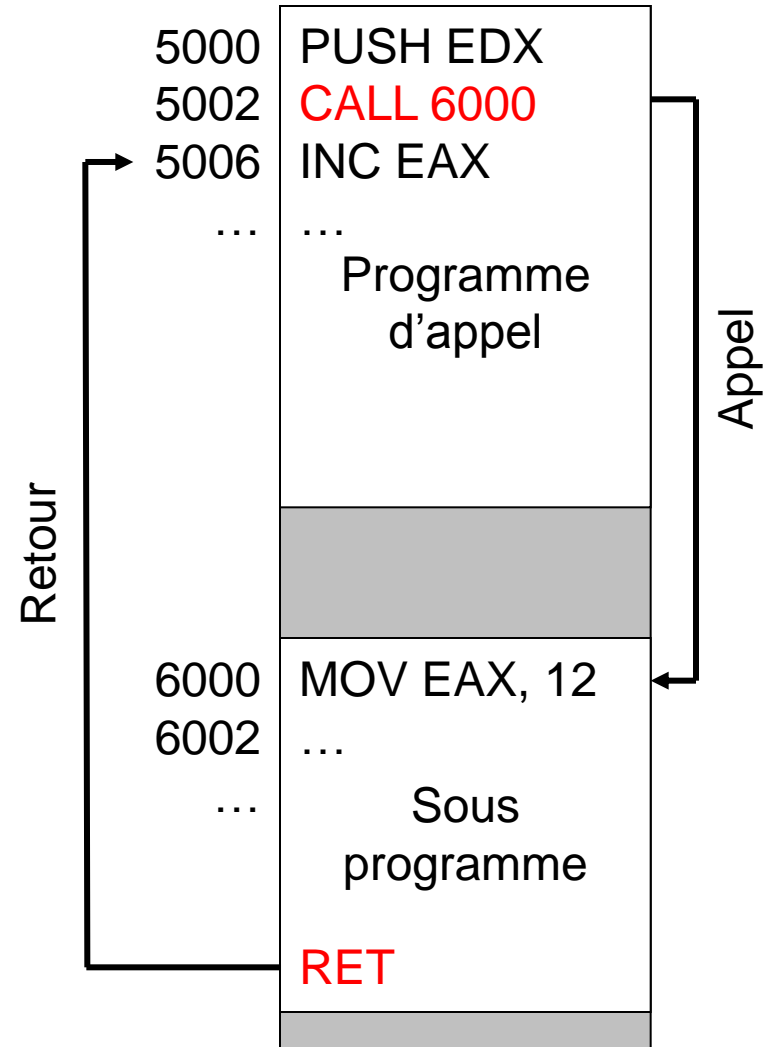 5000 PUSH EDX
5002 CALL 6000
5006 INC EAX
… …
Programme
d’appel
Appel
Retour
6000 MOV EAX, 12
6002 …
… Sous
programme
RET